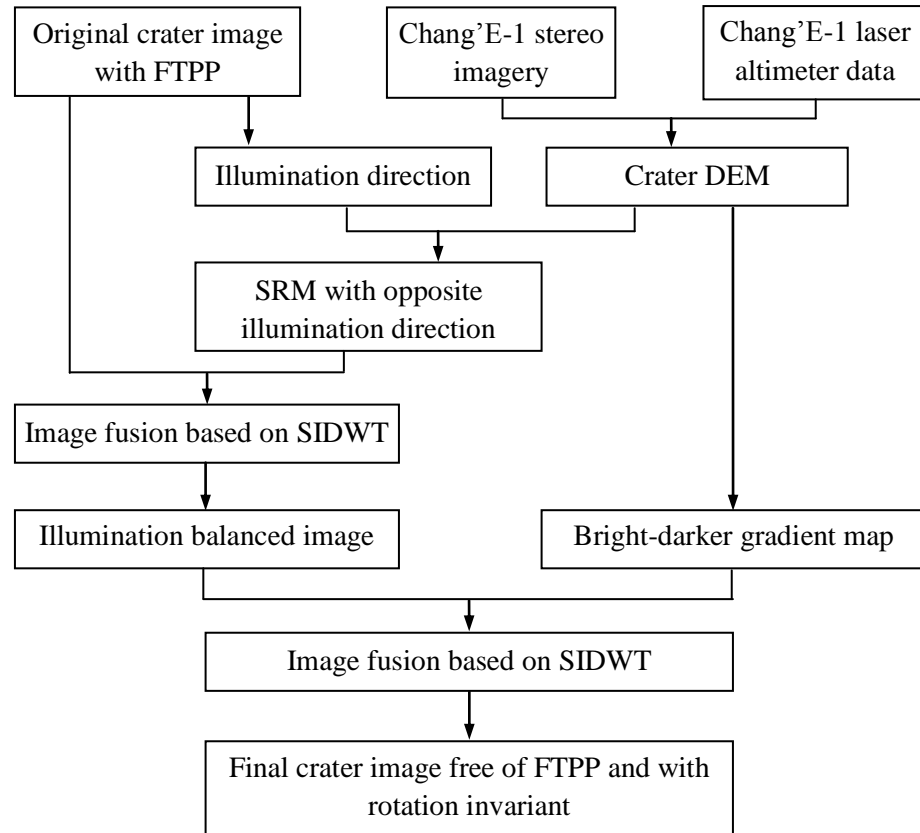 Original crater image
with FTPP
Chang’E-1 stereo
imagery
Chang’E-1 laser
altimeter data
Illumination direction
Crater DEM
SRM with opposite
illumination direction
Image fusion based on SIDWT
Illumination balanced image
Bright-darker gradient map
Image fusion based on SIDWT
Final crater image free of FTPP and with
rotation invariant